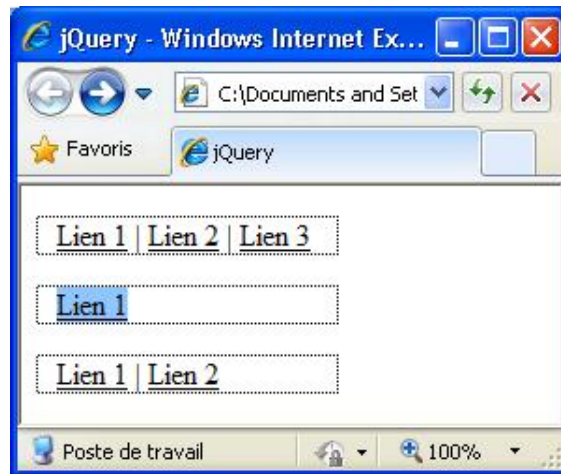 jQuery - Windows Internet Ex...
C:\Documents and Set
Favoris
jQuery
Lien 1 | Lien 2 | Lien 3
Lien 1
Lien 1 | Lien 2
Poste de travail
100%